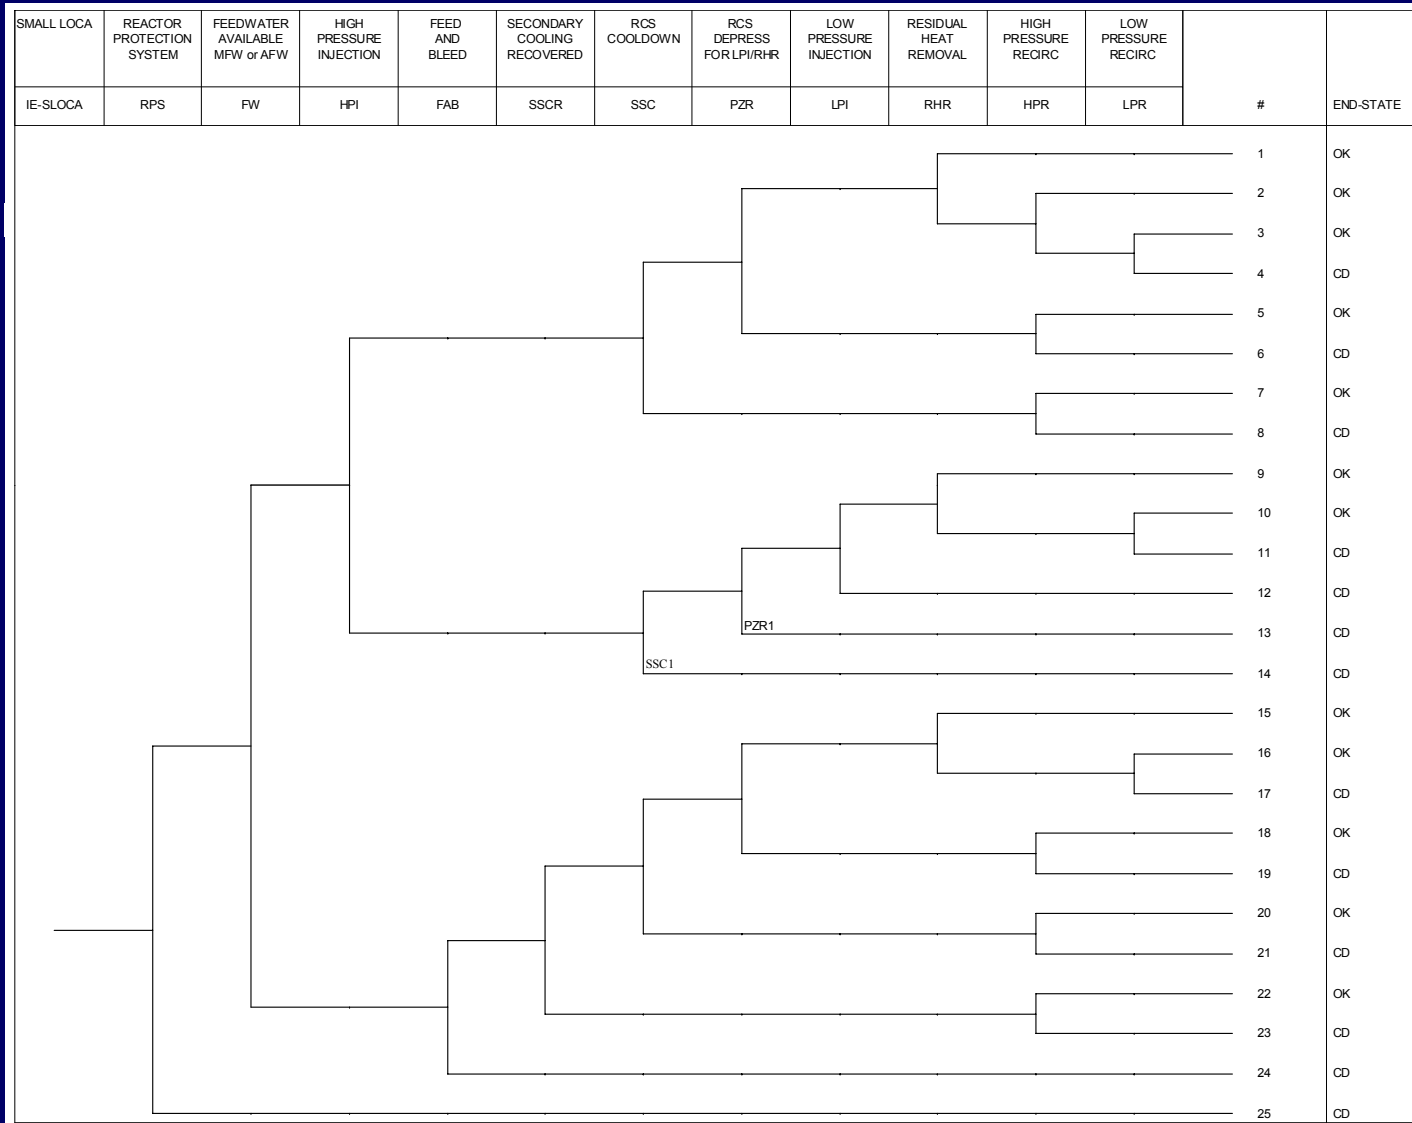 SMALL LOCA
REACTOR
PROTECTION
SYSTEM
FEEDWATER
AVAILABLE
MFW or AFW
HIGH
PRESSURE
INJECTION
FEED
AND
BLEED
SECONDARY
COOLING
RECOVERED
RCS
COOLDOWN
RCS
DEPRESS
FOR LPI/RHR
LOW
PRESSURE
INJECTION
RESIDUAL
HEAT
REMOVAL
HIGH
PRESSURE
RECIRC
LOW
PRESSURE
RECIRC
IE-SLOCA RPS FW HPI FAB SSCR SSC PZR LPI RHR HPR LPR # END-STATE
1 OK
2 OK
3 OK
4 CD
5 OK
6 CD
7 OK
8 CD
9 OK
10 OK
11 CD
12 CD
PZR1 13 CD
SSC1 14 CD
15 OK
16 OK
17 CD
18 OK
19 CD
20 OK
21 CD
22 OK
23 CD
24 CD
25 CD